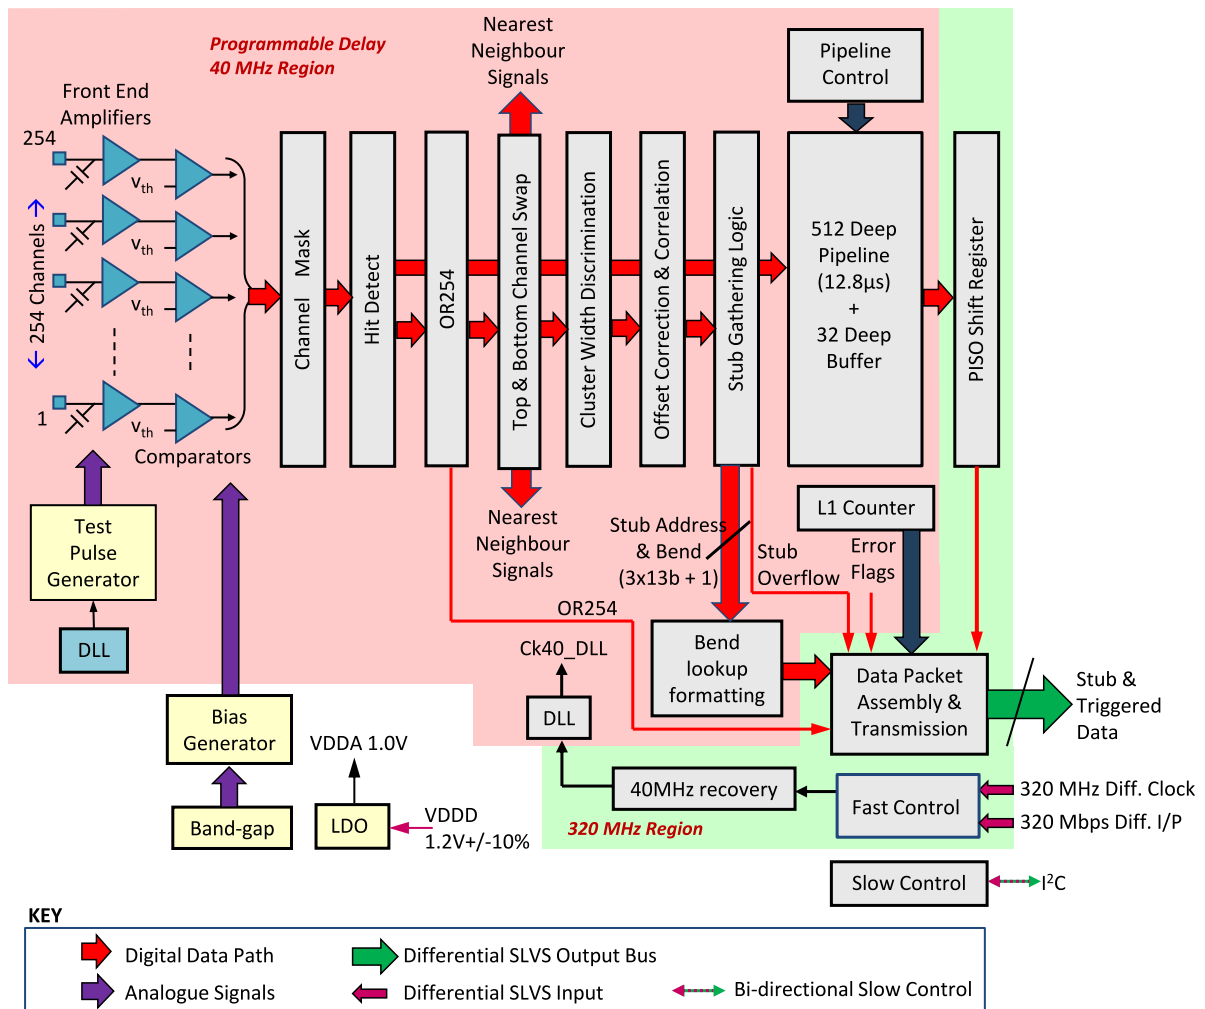 Programmable Delay
40 MHz Region
Nearest
Neighbour
Signals
Pipeline
Control
Front End
Amplifiers
254
254 Channels
1
Vth
Vth
Vth
Vth
Comparators
Channel Mask
Hit Detect
OR254
Top & Bottom Channel Swap
Cluster Width Discrimination
Offset Correction & Correlation
Stub Gathering Logic
512 Deep
Pipeline
(12.8µs)
+
32 Deep
Buffer
PISO Shift Register
Test
Pulse
Generator
DLL
Nearest
Neighbour
Signals
Stub Address
& Bend
(3x13b + 1)
Stub
Overflow
L1 Counter
Error
Flags
OR254
Ck40_DLL
DLL
Bend
lookup
formatting
Data Packet
Assembly &
Transmission
Stub &
Triggered
Data
Bias
Generator
Band-gap
VDDA 1.0V
LDO
VDDD
1.2V+/-10%
40MHz recovery
Fast Control
320 MHz Diff. Clock
320 Mbps Diff. I/P
320 MHz Region
Slow Control
I²C
KEY
Digital Data Path
Differential SLVS Output Bus
Analogue Signals
Differential SLVS Input
Bi-directional Slow Control